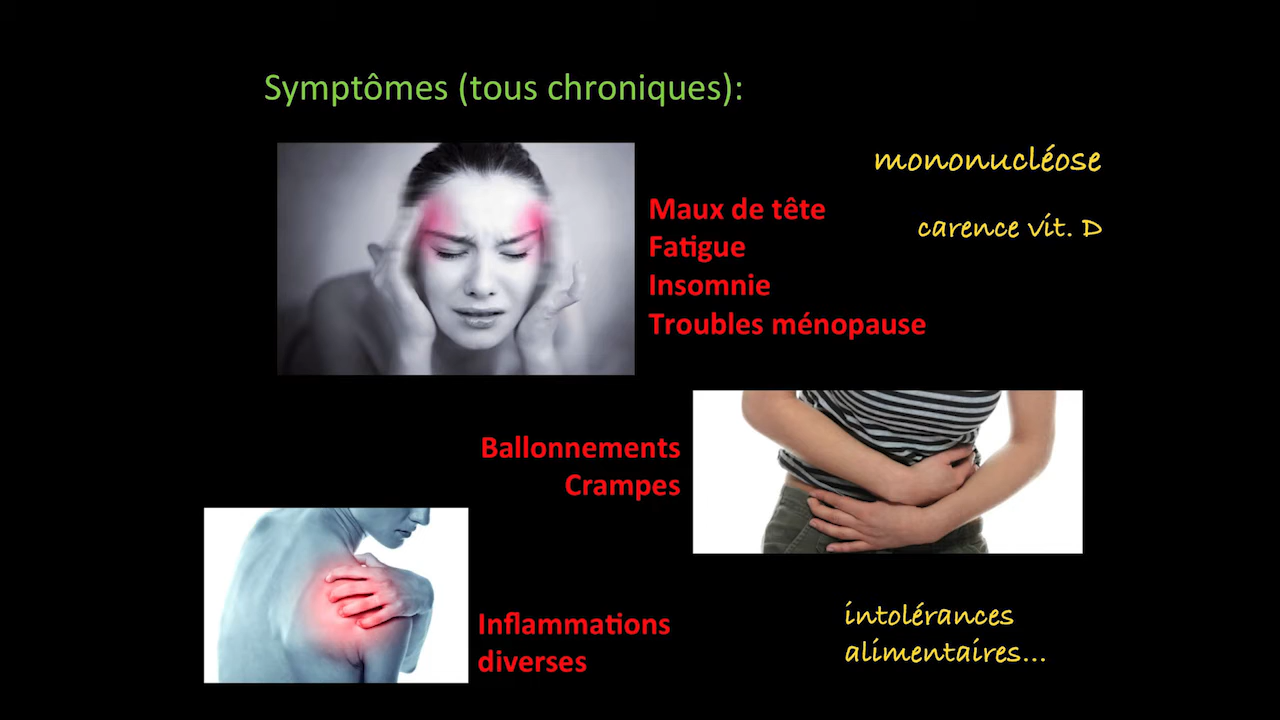 Symptômes (tous chroniques):
mononucléose
Maux de tête
carence vit. D
Fatigue
Insomnie
Troubles ménopause
Ballonnements
Crampes
Inflammations
diverses
intolérances
alimentaires...